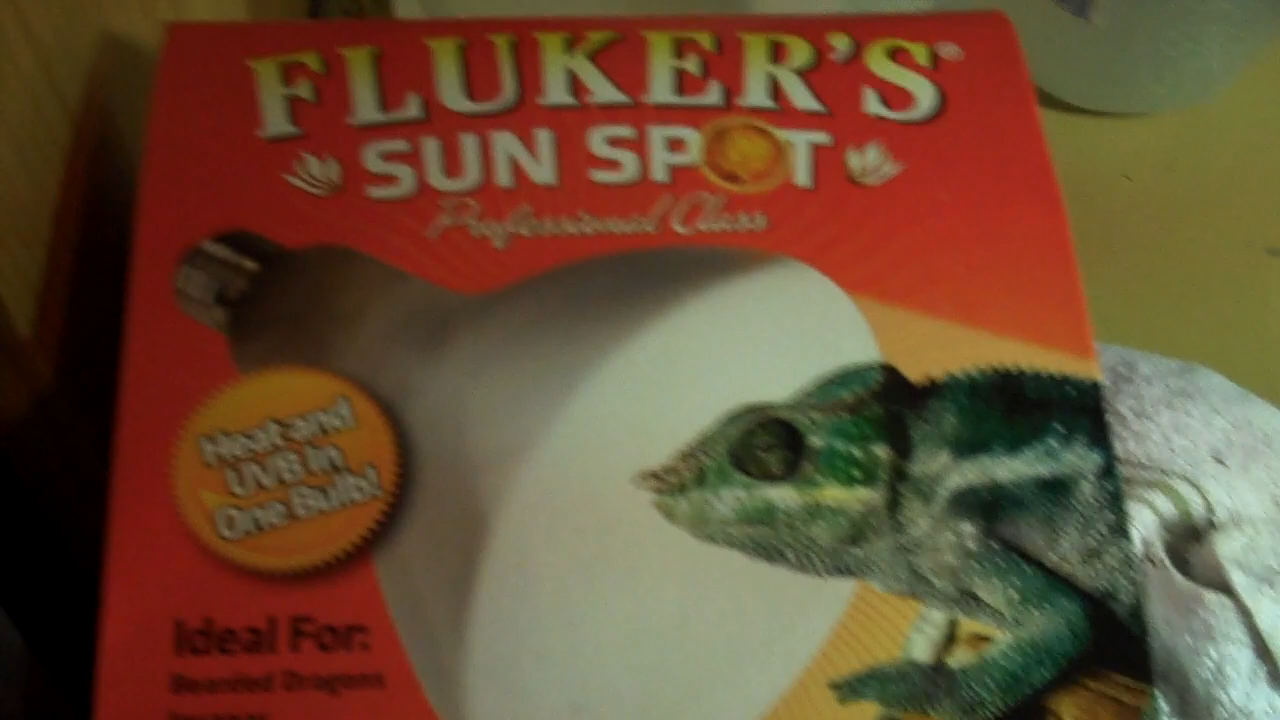 FLUKER'S®
SUN SPOT
Professional Class
Heat and
UVB in
One Bulb!
Ideal For:
Bearded Dragons